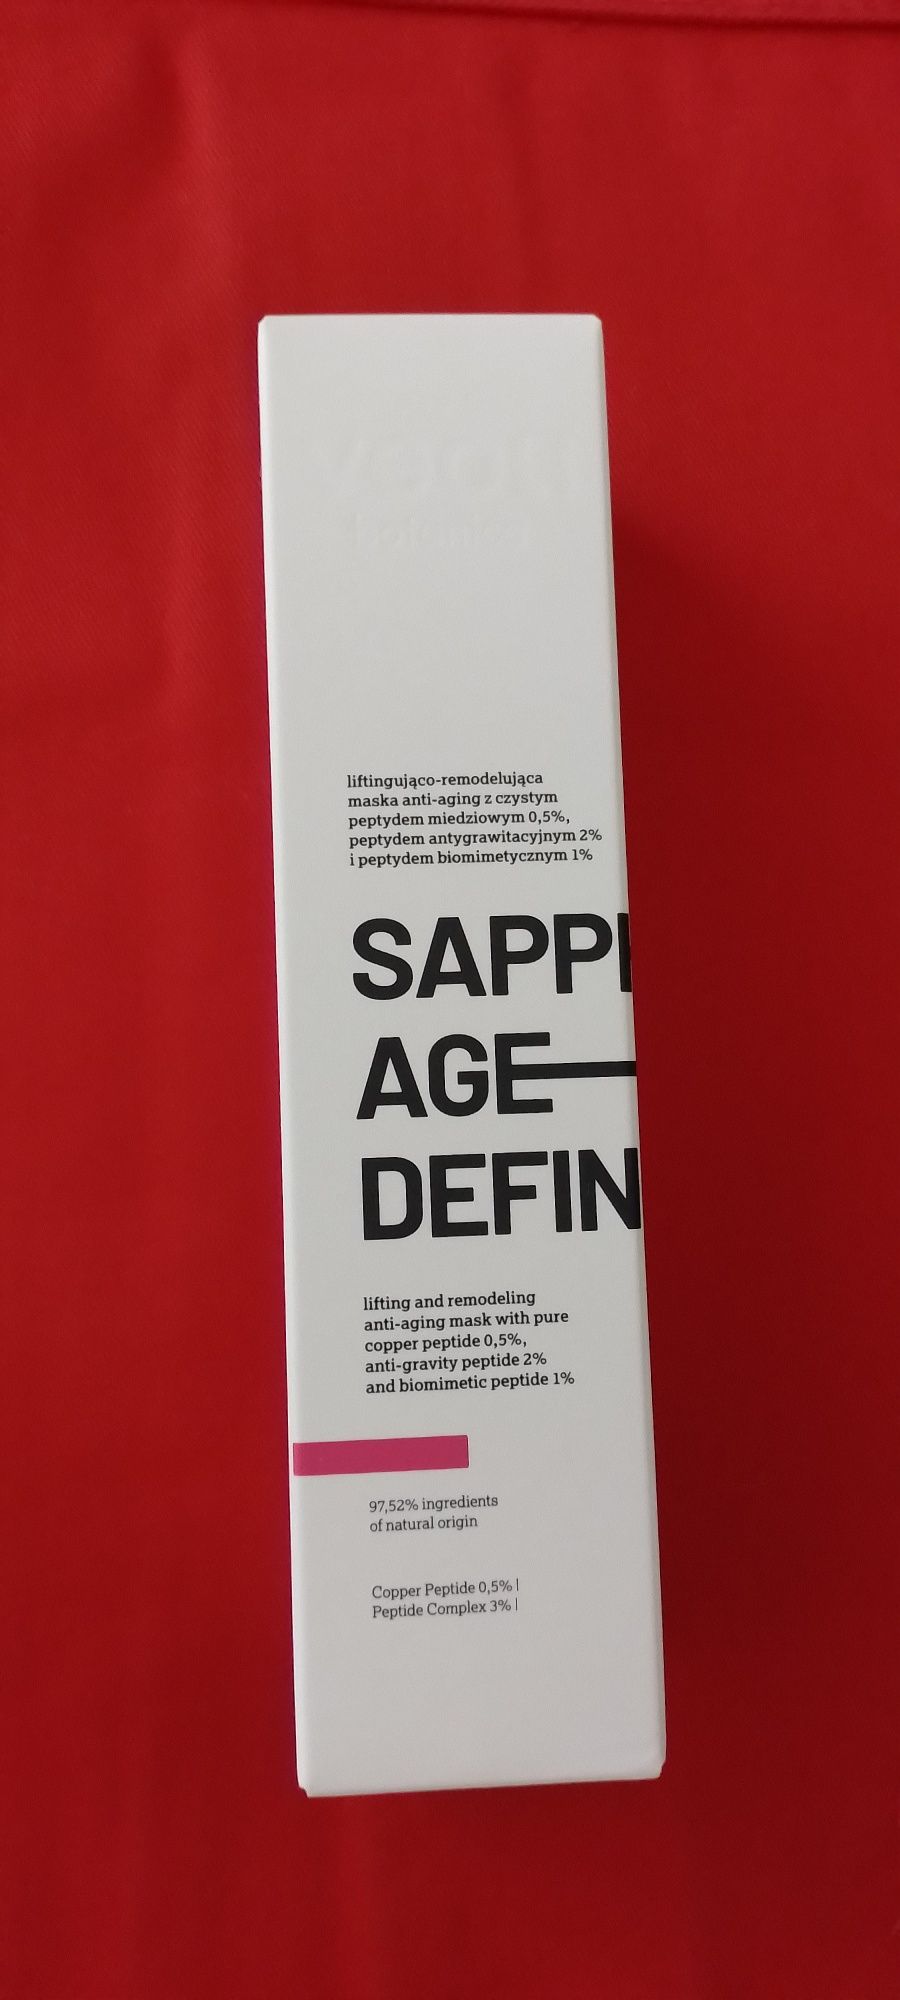 liftingująco-remodelująca
maska anti-aging z czystym
peptydem miedziowym 0,5%,
peptydem antygrawitacyjnym 2%
i peptydem biomimetycznym 1%
SAPP
AGE—
DEFIN
lifting and remodeling
anti-aging mask with pure
copper peptide 0,5%,
anti-gravity peptide 2%
and biomimetic peptide 1%
97,52% ingredients
of natural origin
Copper Peptide 0,5% |
Peptide Complex 3% |